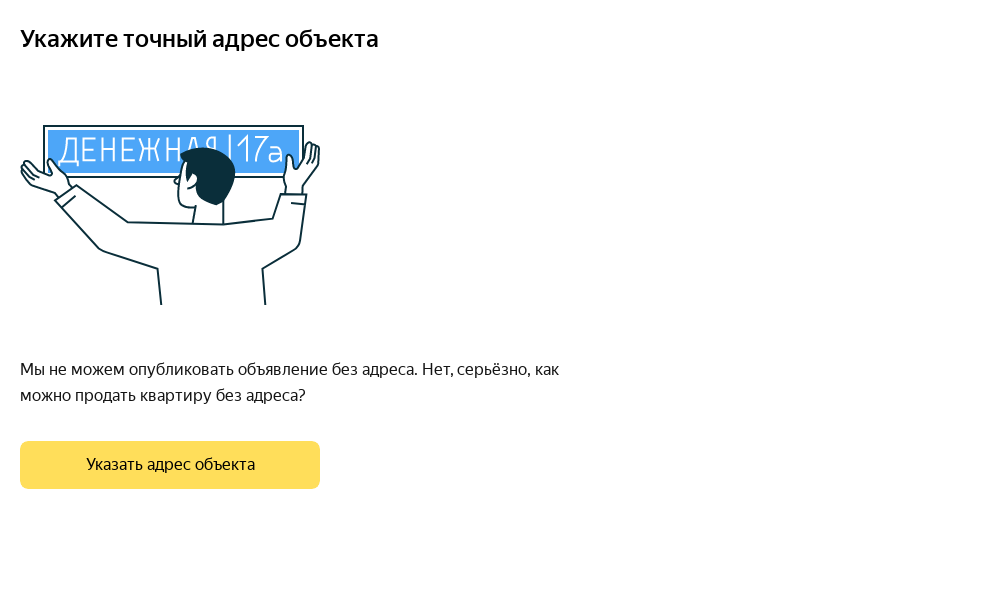 Укажите точный адрес объекта
ДЕНЕЖНАЯ 17а
Мы не можем опубликовать объявление без адреса. Нет, серьёзно, как
можно продать квартиру без адреса?
Указать адрес объекта